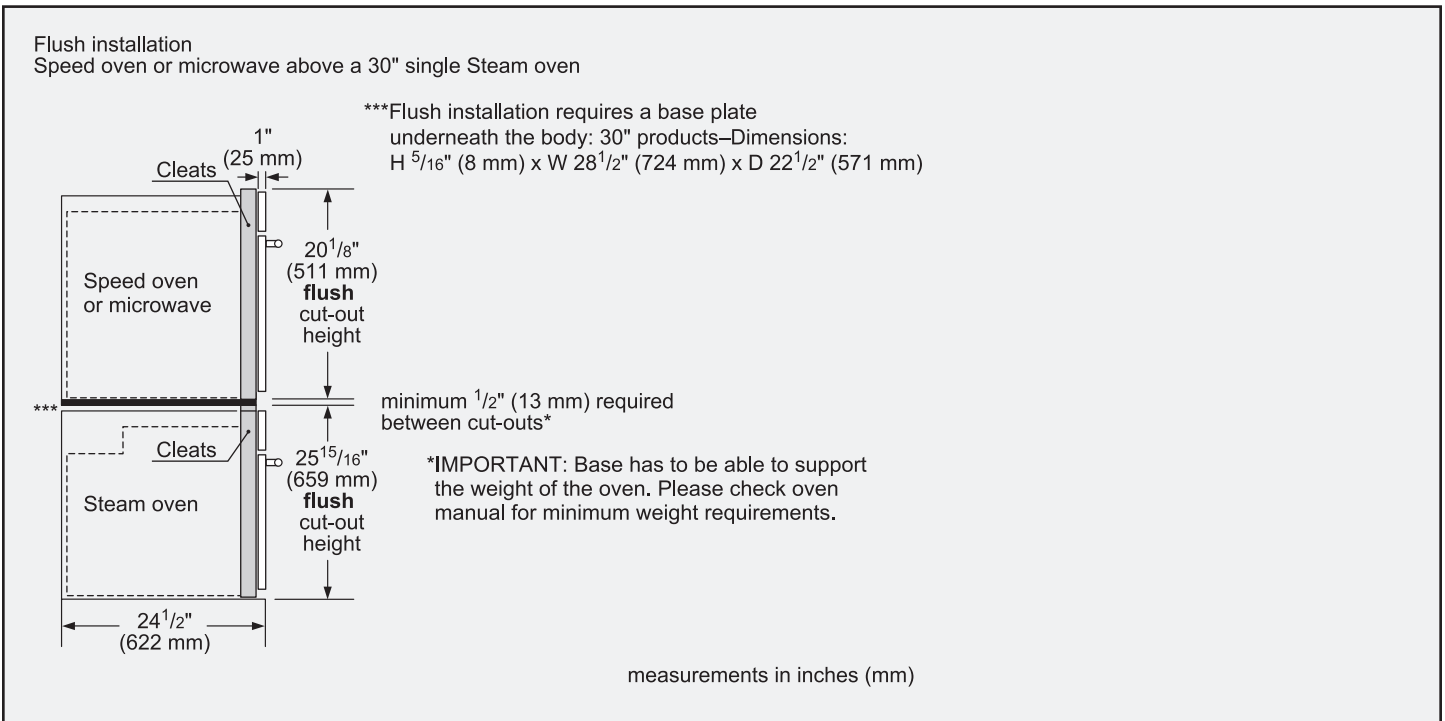 Flush installation
Speed oven or microwave above a 30" single Steam oven
***Flush installation requires a base plate
underneath the body: 30" products–Dimensions:
H 5/16" (8 mm) x W 28 1/2" (724 mm) x D 22 1/2" (571 mm)
1"
(25 mm)
Cleats
Speed oven
or microwave
20 1/8"
(511 mm)
flush
cut-out
height
***
minimum 1/2" (13 mm) required
between cut-outs*
Cleats
Steam oven
25 15/16"
(659 mm)
flush
cut-out
height
*IMPORTANT: Base has to be able to support
the weight of the oven. Please check oven
manual for minimum weight requirements.
24 1/2"
(622 mm)
measurements in inches (mm)